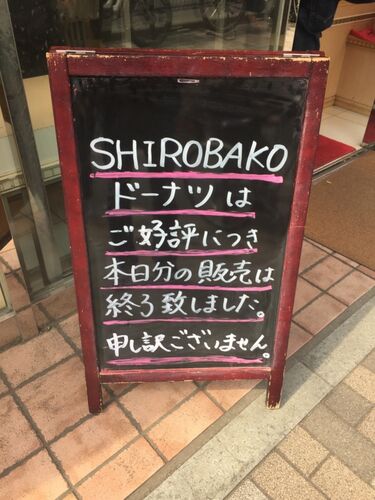 SHIROBAKO
ドーナツは
ご好評につき
本日分の販売は
終了致しました。
申し訳ございません。